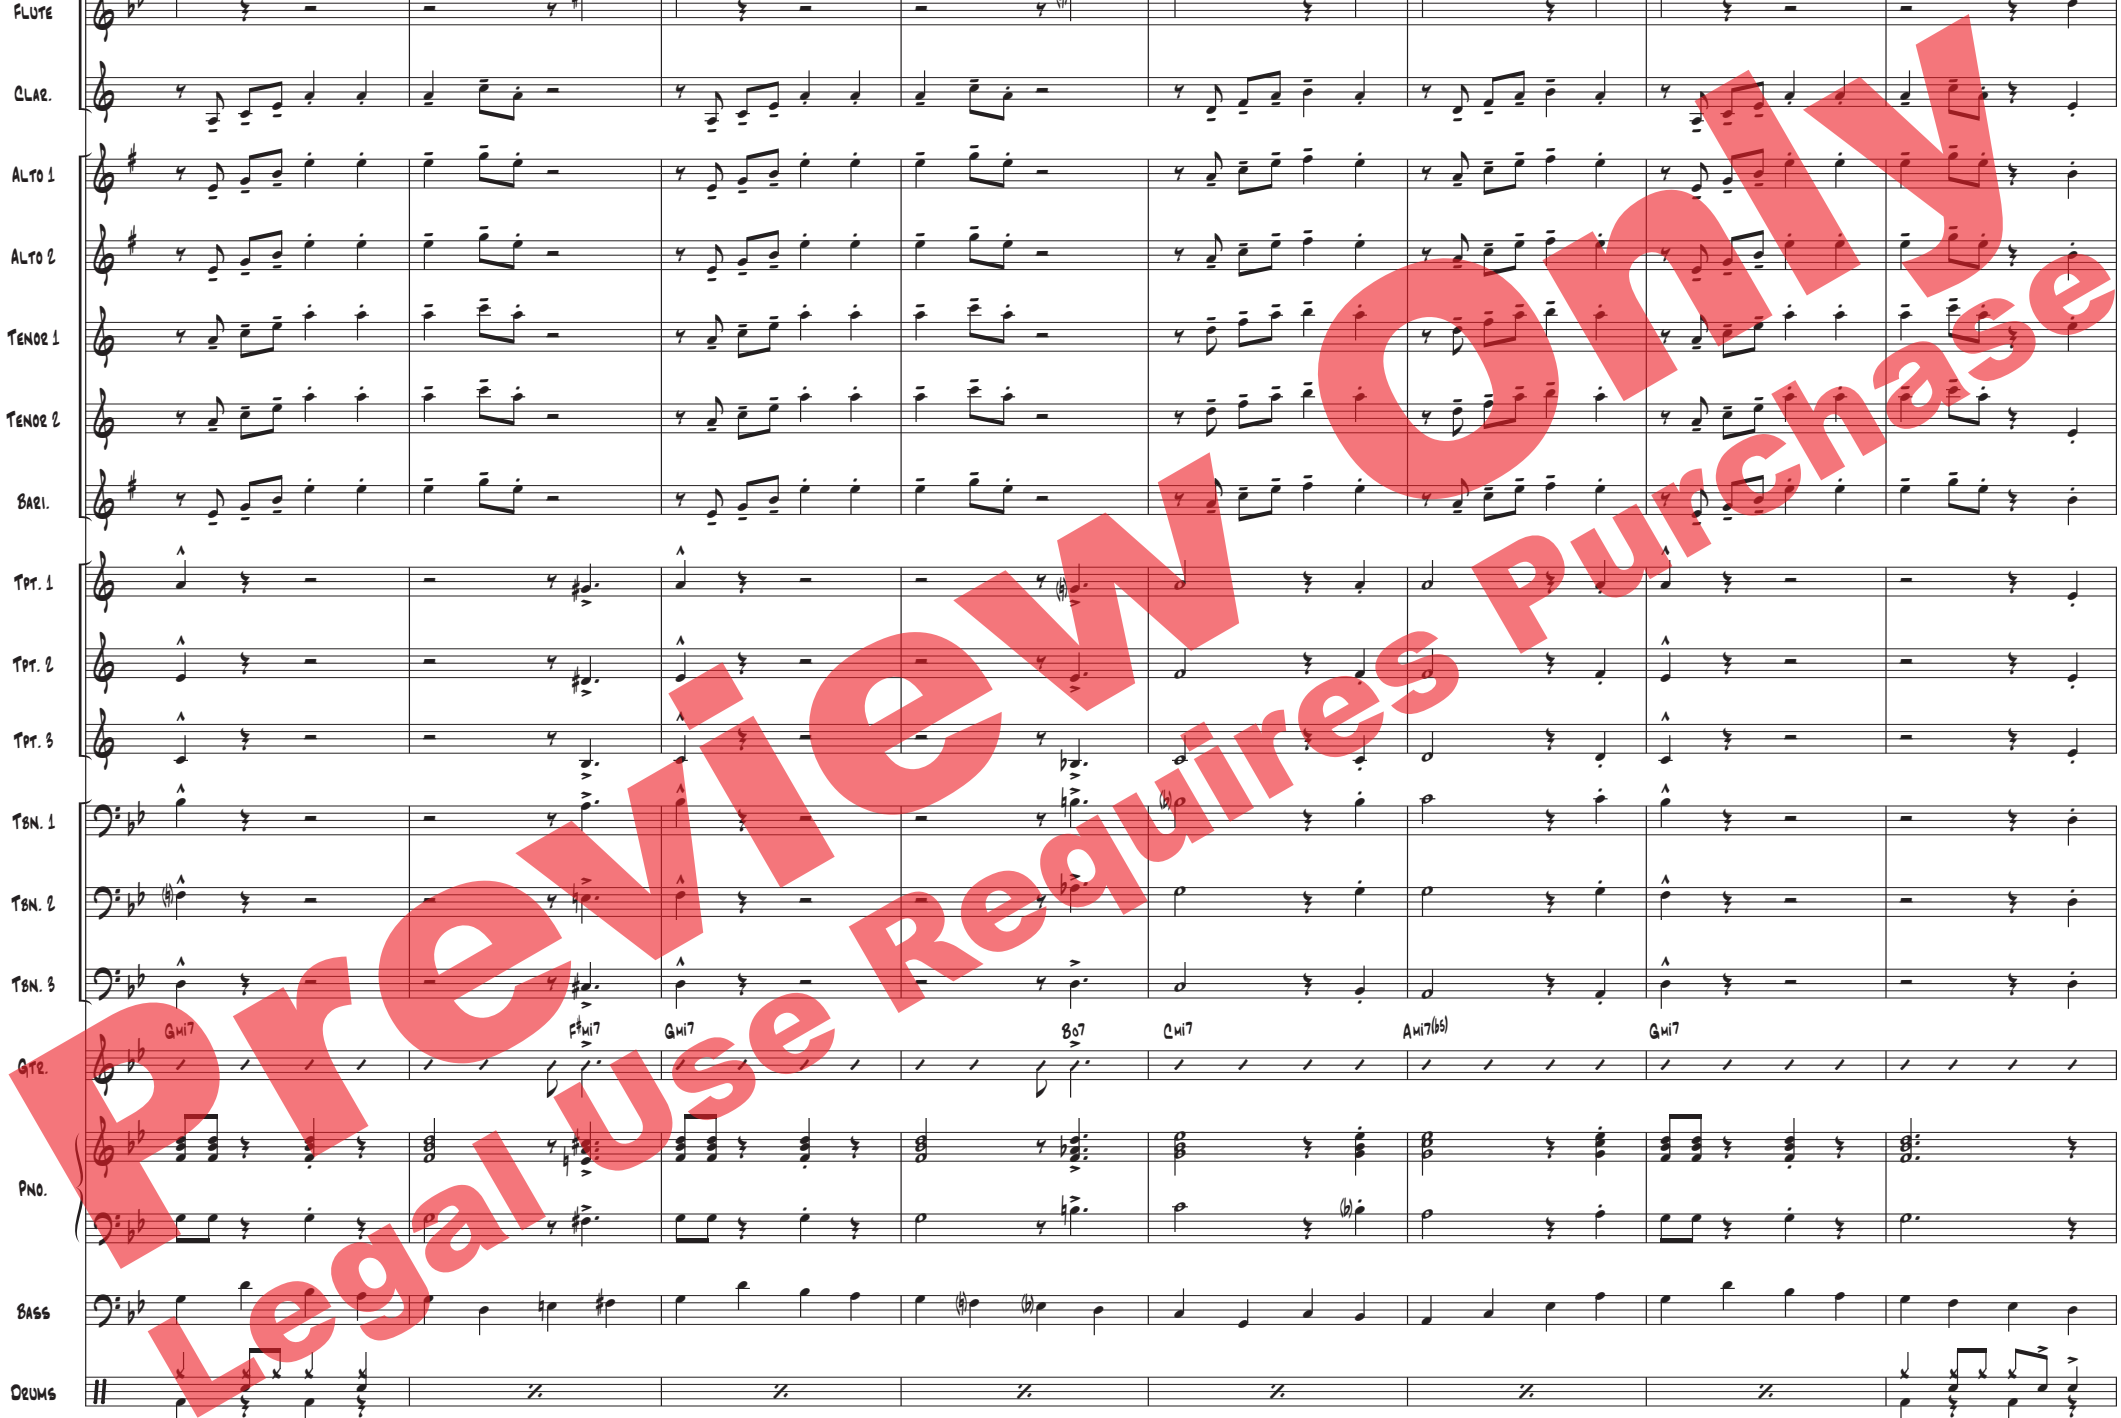 FLUTE
CLAR.
ALTO 1
ALTO 2
TENOR 1
TENOR 2
BARI.
TPT. 1
TPT. 2
TPT. 3
TBN. 1
TBN. 2
TBN. 3
GMI7 F#MI7 GMI7 BO7 CMI7 AMI7(b5) GMI7
GTR.
PNO.
BASS
DRUMS
Preview Only
Legal Use Requires Purchase